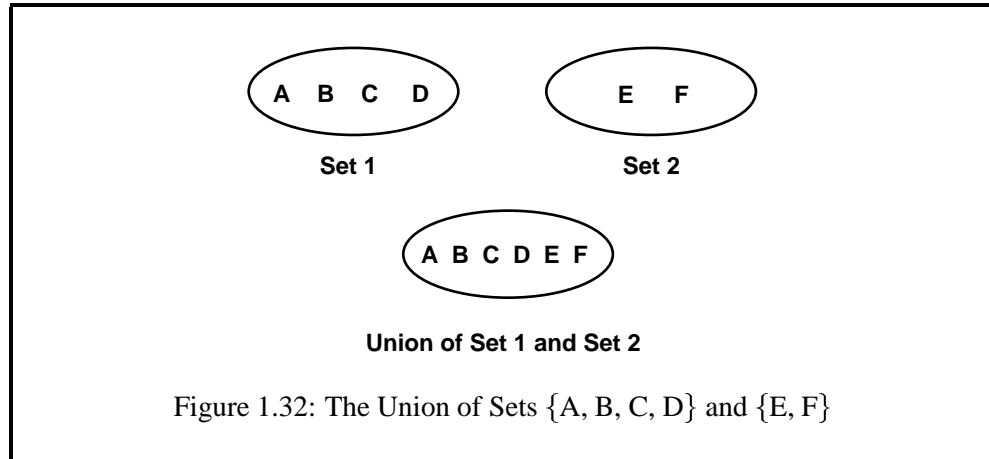 A B C D
E F
Set 1
Set 2
A B C D E F
Union of Set 1 and Set 2
Figure 1.32: The Union of Sets {A, B, C, D} and {E, F}